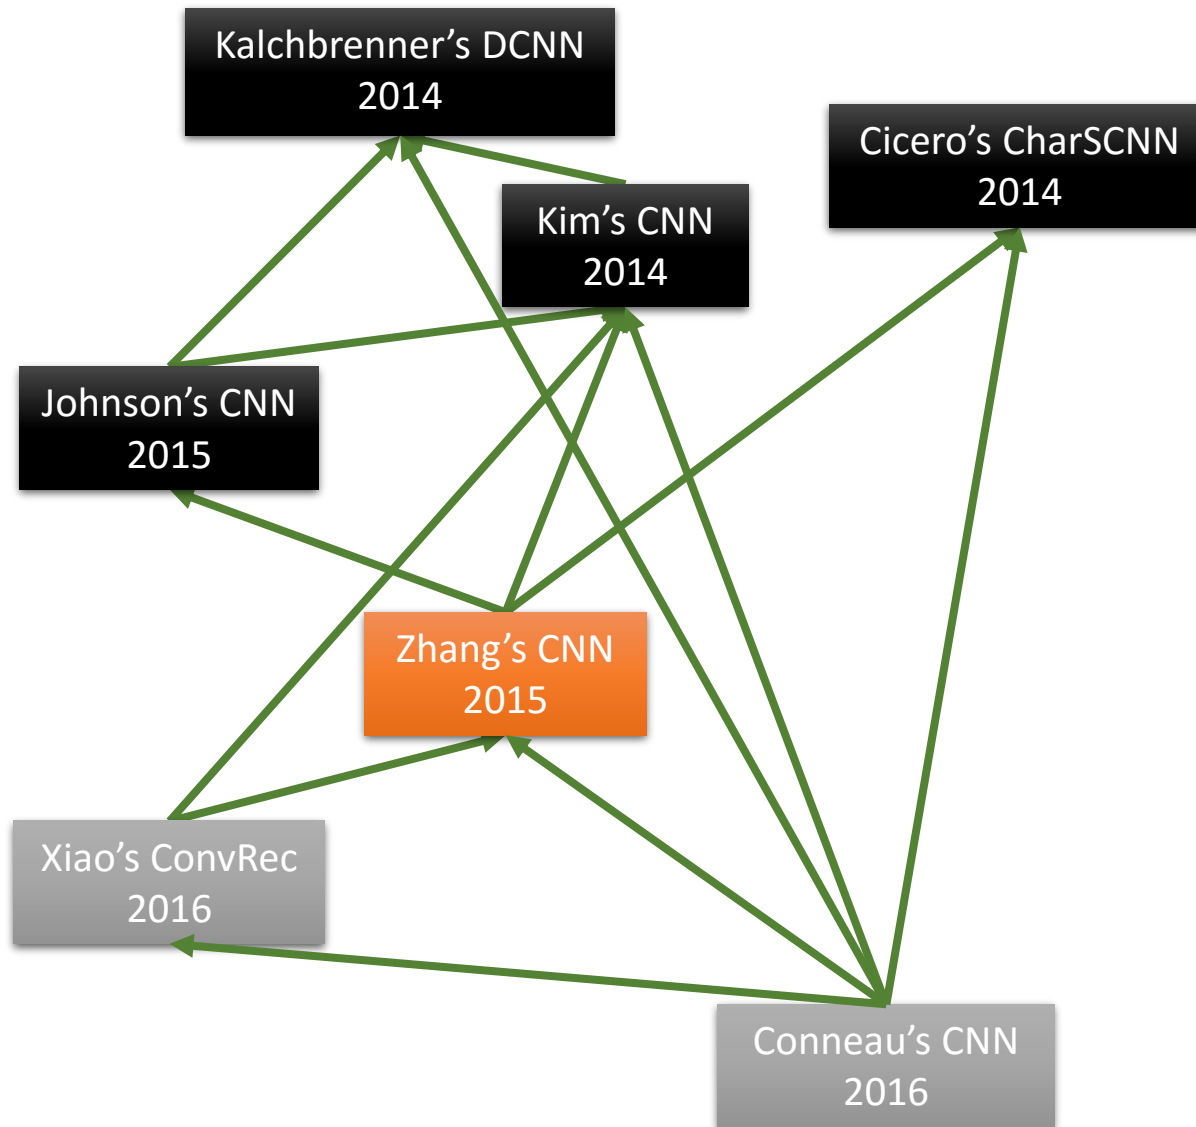 Kalchbrenner’s DCNN
2014
Cicero’s CharSCNN
2014
Kim’s CNN
2014
Johnson’s CNN
2015
Zhang’s CNN
2015
Xiao’s ConvRec
2016
Conneau’s CNN
2016